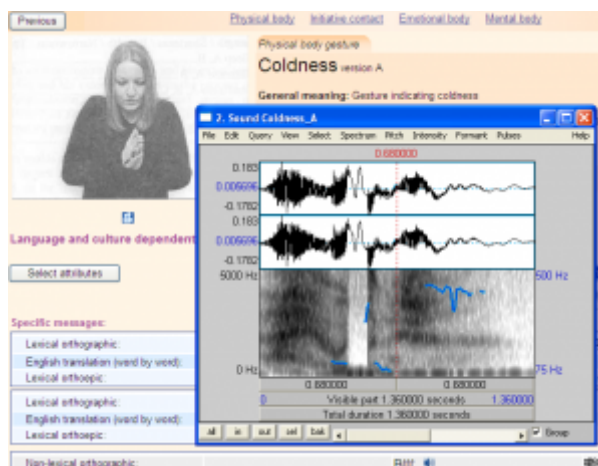 Previous
Physical body Initiative contact Emotional body Mental body
Physical body gesture
Coldness version A
General meaning: Gesture indicating coldness
2. Sound Coldness_A
File Edit Query View Select Spectrum Pitch Intensity Formant Pulses Help
0.680000
0.183
0.005696
-0.1782
0.183
0.005696
-0.1782
5000 Hz 500 Hz
0 Hz 75 Hz
0.680000 0.680000
0 Visible part 1.360000 seconds 1.360000
Total duration 1.360000 seconds
all in out sel bak Group
Language and culture dependent
Select attributes
Specific messages:
Lexical orthographic:
English translation (word by word):
Lexical orthoepic:
Lexical orthographic:
English translation (word by word):
Lexical orthoepic:
Non-lexical orthographic: